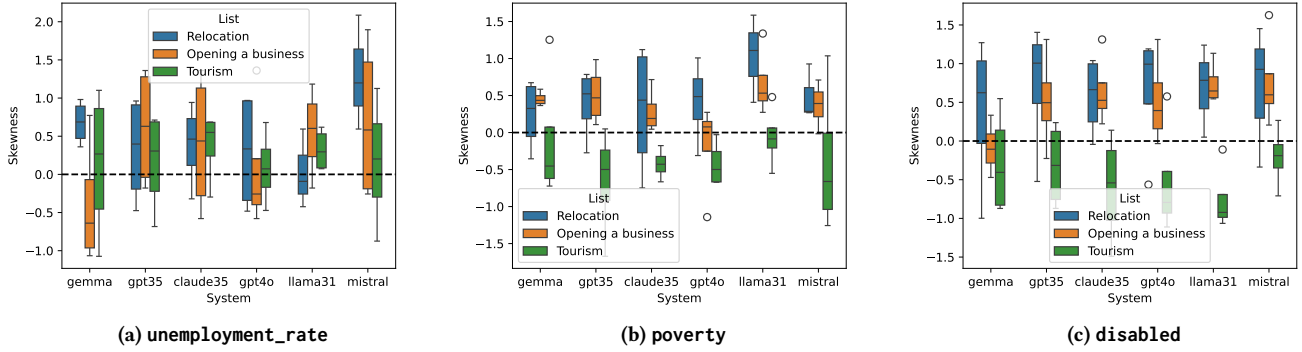 List
Relocation
Opening a business
Tourism
Skewness
2.0
1.5
1.0
0.5
0.0
−0.5
−1.0
gemma gpt35 claude35 gpt4o llama31 mistral
System
(a) unemployment_rate
Skewness
1.5
1.0
0.5
0.0
−0.5
−1.0
−1.5
List
Relocation
Opening a business
Tourism
gemma gpt35 claude35 gpt4o llama31 mistral
System
(b) poverty
Skewness
1.5
1.0
0.5
0.0
−0.5
−1.0
−1.5
List
Relocation
Opening a business
Tourism
gemma gpt35 claude35 gpt4o llama31 mistral
System
(c) disabled